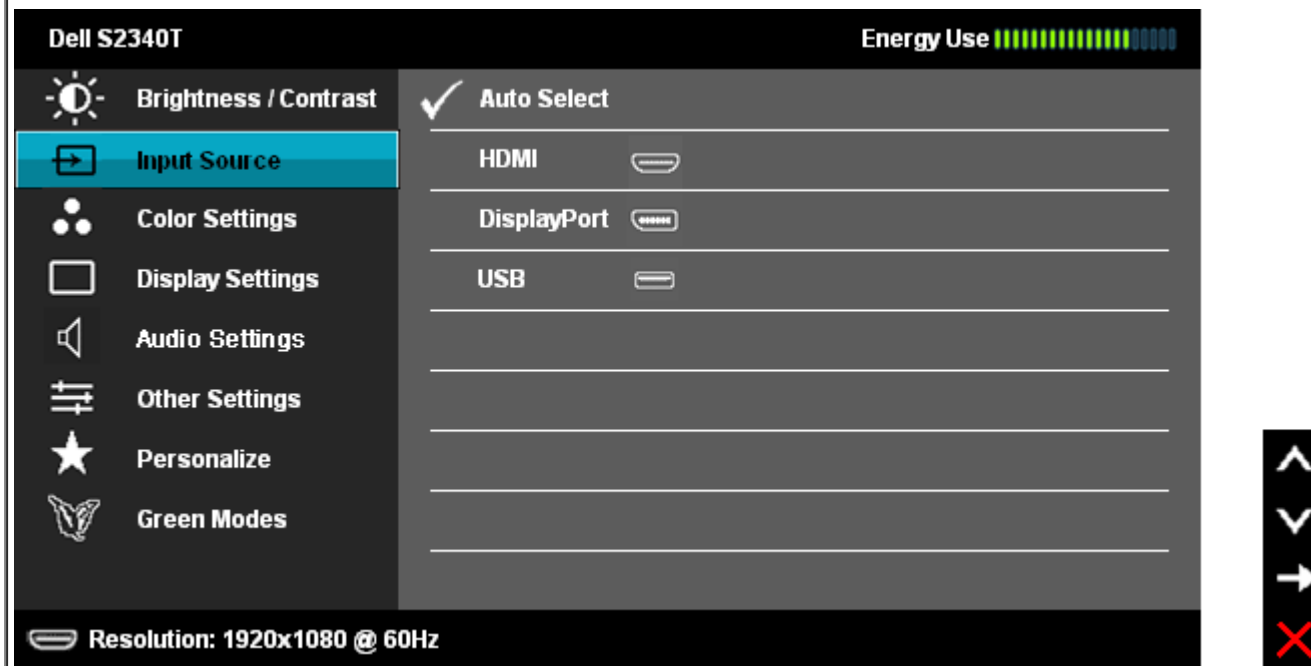 Dell S2340T Energy Use
Brightness / Contrast Auto Select
Input Source HDMI
Color Settings DisplayPort
Display Settings USB
Audio Settings
Other Settings
Personalize
Green Modes
Resolution: 1920x1080 @ 60Hz